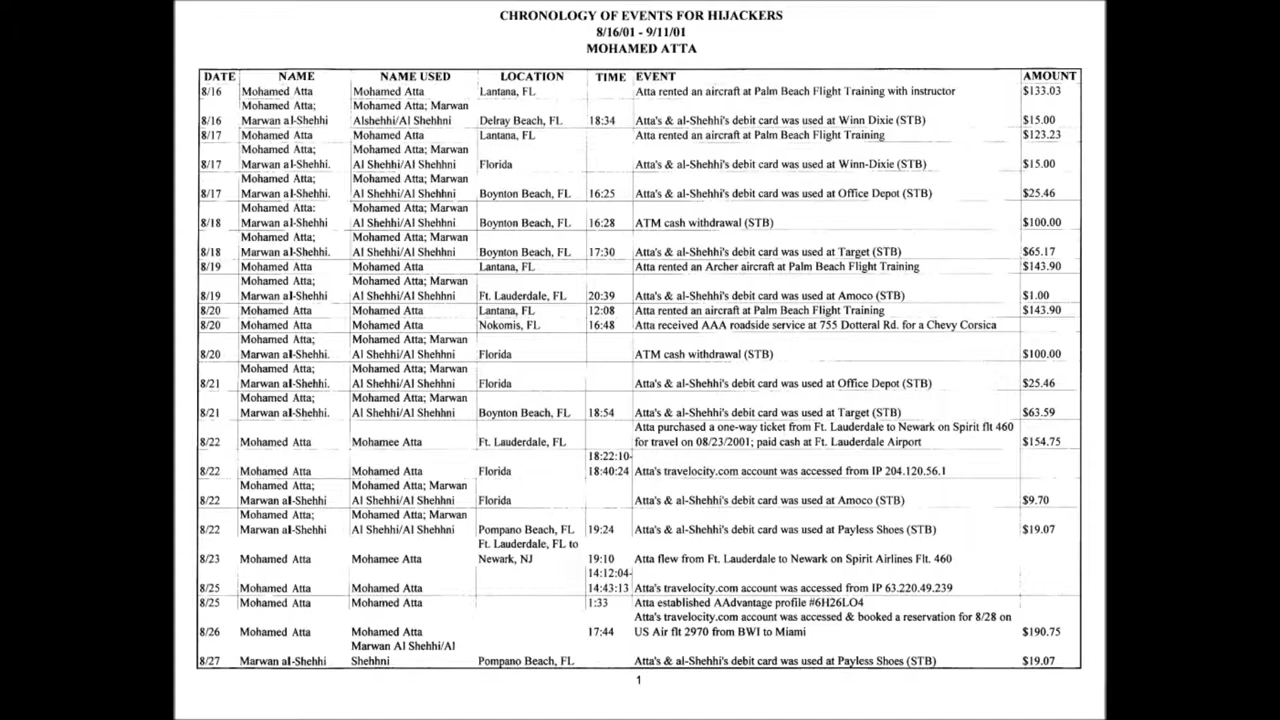 CHRONOLOGY OF EVENTS FOR HIJACKERS
8/16/01 - 9/11/01
MOHAMED ATTA
DATE NAME NAME USED LOCATION TIME EVENT AMOUNT
8/16 Mohamed Atta Mohamed Atta Lantana, FL Atta rented an aircraft at Palm Beach Flight Training with instructor $133.03
Mohamed Atta; Mohamed Atta; Marwan
8/16 Marwan al-Shehhi Alshehhi/Al Shehhni Delray Beach, FL 18:34 Atta's & al-Shehhi's debit card was used at Winn Dixie (STB) $15.00
8/17 Mohamed Atta Mohamed Atta Lantana, FL Atta rented an aircraft at Palm Beach Flight Training $123.23
Mohamed Atta; Mohamed Atta; Marwan
8/17 Marwan al-Shehhi. Al Shehhi/Al Shehhni Florida Atta's & al-Shehhi's debit card was used at Winn-Dixie (STB) $15.00
Mohamed Atta; Mohamed Atta; Marwan
8/17 Marwan al-Shehhi. Al Shehhi/Al Shehhni Boynton Beach, FL 16:25 Atta's & al-Shehhi's debit card was used at Office Depot (STB) $25.46
Mohamed Atta: Mohamed Atta; Marwan
8/18 Marwan al-Shehhi Al Shehhi/Al Shehhni Boynton Beach, FL 16:28 ATM cash withdrawal (STB) $100.00
Mohamed Atta; Mohamed Atta; Marwan
8/18 Marwan al-Shehhi. Al Shehhi/Al Shehhni Boynton Beach, FL 17:30 Atta's & al-Shehhi's debit card was used at Target (STB) $65.17
8/19 Mohamed Atta Mohamed Atta Lantana, FL Atta rented an Archer aircraft at Palm Beach Flight Training $143.90
Mohamed Atta; Mohamed Atta; Marwan
8/19 Marwan al-Shehhi Al Shehhi/Al Shehhni Ft. Lauderdale, FL 20:39 Atta's & al-Shehhi's debit card was used at Amoco (STB) $1.00
8/20 Mohamed Atta Mohamed Atta Lantana, FL 12:08 Atta rented an aircraft at Palm Beach Flight Training $143.90
8/20 Mohamed Atta Mohamed Atta Nokomis, FL 16:48 Atta received AAA roadside service at 755 Dotteral Rd. for a Chevy Corsica
Mohamed Atta; Mohamed Atta; Marwan
8/20 Marwan al-Shehhi. Al Shehhi/Al Shehhni Florida ATM cash withdrawal (STB) $100.00
Mohamed Atta; Mohamed Atta; Marwan
8/21 Marwan al-Shehhi. Al Shehhi/Al Shehhni Florida Atta's & al-Shehhi's debit card was used at Office Depot (STB) $25.46
Mohamed Atta; Mohamed Atta; Marwan
8/21 Marwan al-Shehhi. Al Shehhi/Al Shehhni Boynton Beach, FL 18:54 Atta's & al-Shehhi's debit card was used at Target (STB) $63.59
Atta purchased a one-way ticket from Ft. Lauderdale to Newark on Spirit flt 460
8/22 Mohamed Atta Mohamee Atta Ft. Lauderdale, FL for travel on 08/23/2001; paid cash at Ft. Lauderdale Airport $154.75
18:22:10-
8/22 Mohamed Atta Mohamed Atta Florida 18:40:24 Atta's travelocity.com account was accessed from IP 204.120.56.1
Mohamed Atta; Mohamed Atta; Marwan
8/22 Marwan al-Shehhi Al Shehhi/Al Shehhni Florida Atta's & al-Shehhi's debit card was used at Amoco (STB) $9.70
Mohamed Atta; Mohamed Atta; Marwan
8/22 Marwan al-Shehhi Al Shehhi/Al Shehhni Pompano Beach, FL 19:24 Atta's & al-Shehhi's debit card was used at Payless Shoes (STB) $19.07
Ft. Lauderdale, FL to
8/23 Mohamed Atta Mohamee Atta Newark, NJ 19:10 Atta flew from Ft. Lauderdale to Newark on Spirit Airlines Flt. 460
14:12:04-
8/25 Mohamed Atta Mohamed Atta 14:43:13 Atta's travelocity.com account was accessed from IP 63.220.49.239
8/25 Mohamed Atta Mohamed Atta 1:33 Atta established AAdvantage profile #6H26LO4
Atta's travelocity.com account was accessed & booked a reservation for 8/28 on
8/26 Mohamed Atta Mohamed Atta 17:44 US Air flt 2970 from BWI to Miami $190.75
Marwan Al Shehhi/Al
8/27 Marwan al-Shehhi Shehhni Pompano Beach, FL Atta's & al-Shehhi's debit card was used at Payless Shoes (STB) $19.07
1